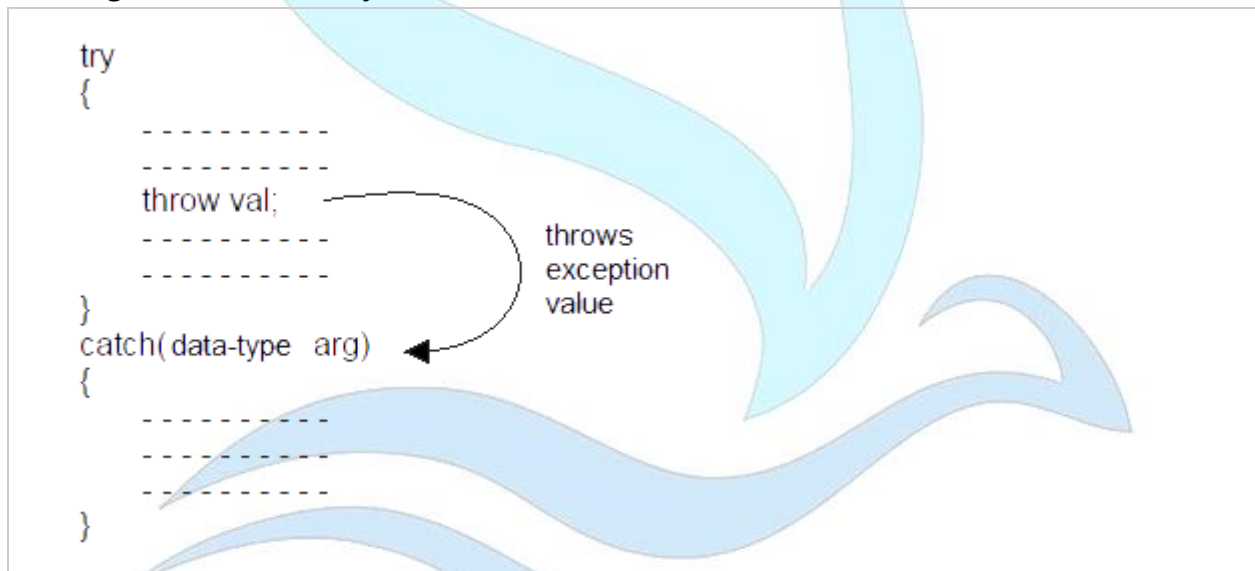 try
{
- - - - - - - - - -
- - - - - - - - - -
throw val;
- - - - - - - - - -
- - - - - - - - - -
}
catch( data-type arg)
{
- - - - - - - - - -
- - - - - - - - - -
- - - - - - - - - -
}
throws
exception
value